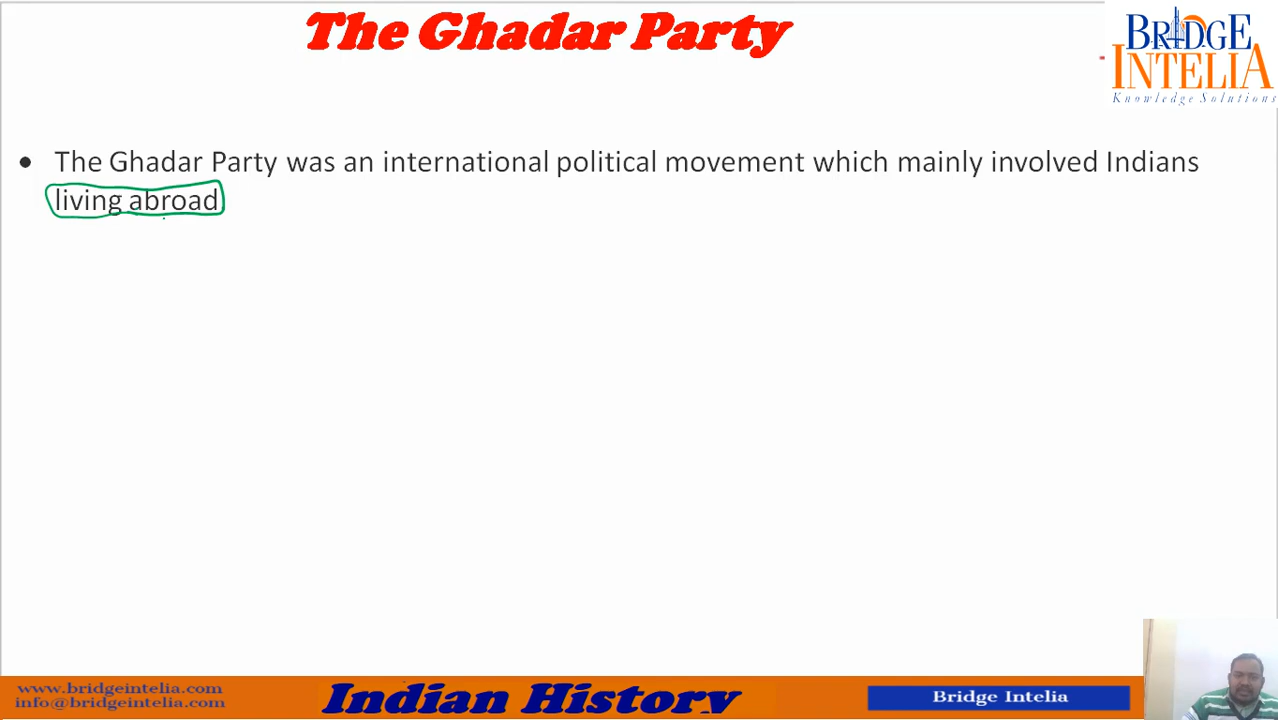 The Ghadar Party
BRIDGE
INTELIA
Knowledge Solutions
• The Ghadar Party was an international political movement which mainly involved Indians
living abroad
www.bridgeintelia.com
info@bridgeintelia.com
Indian History
Bridge Intelia